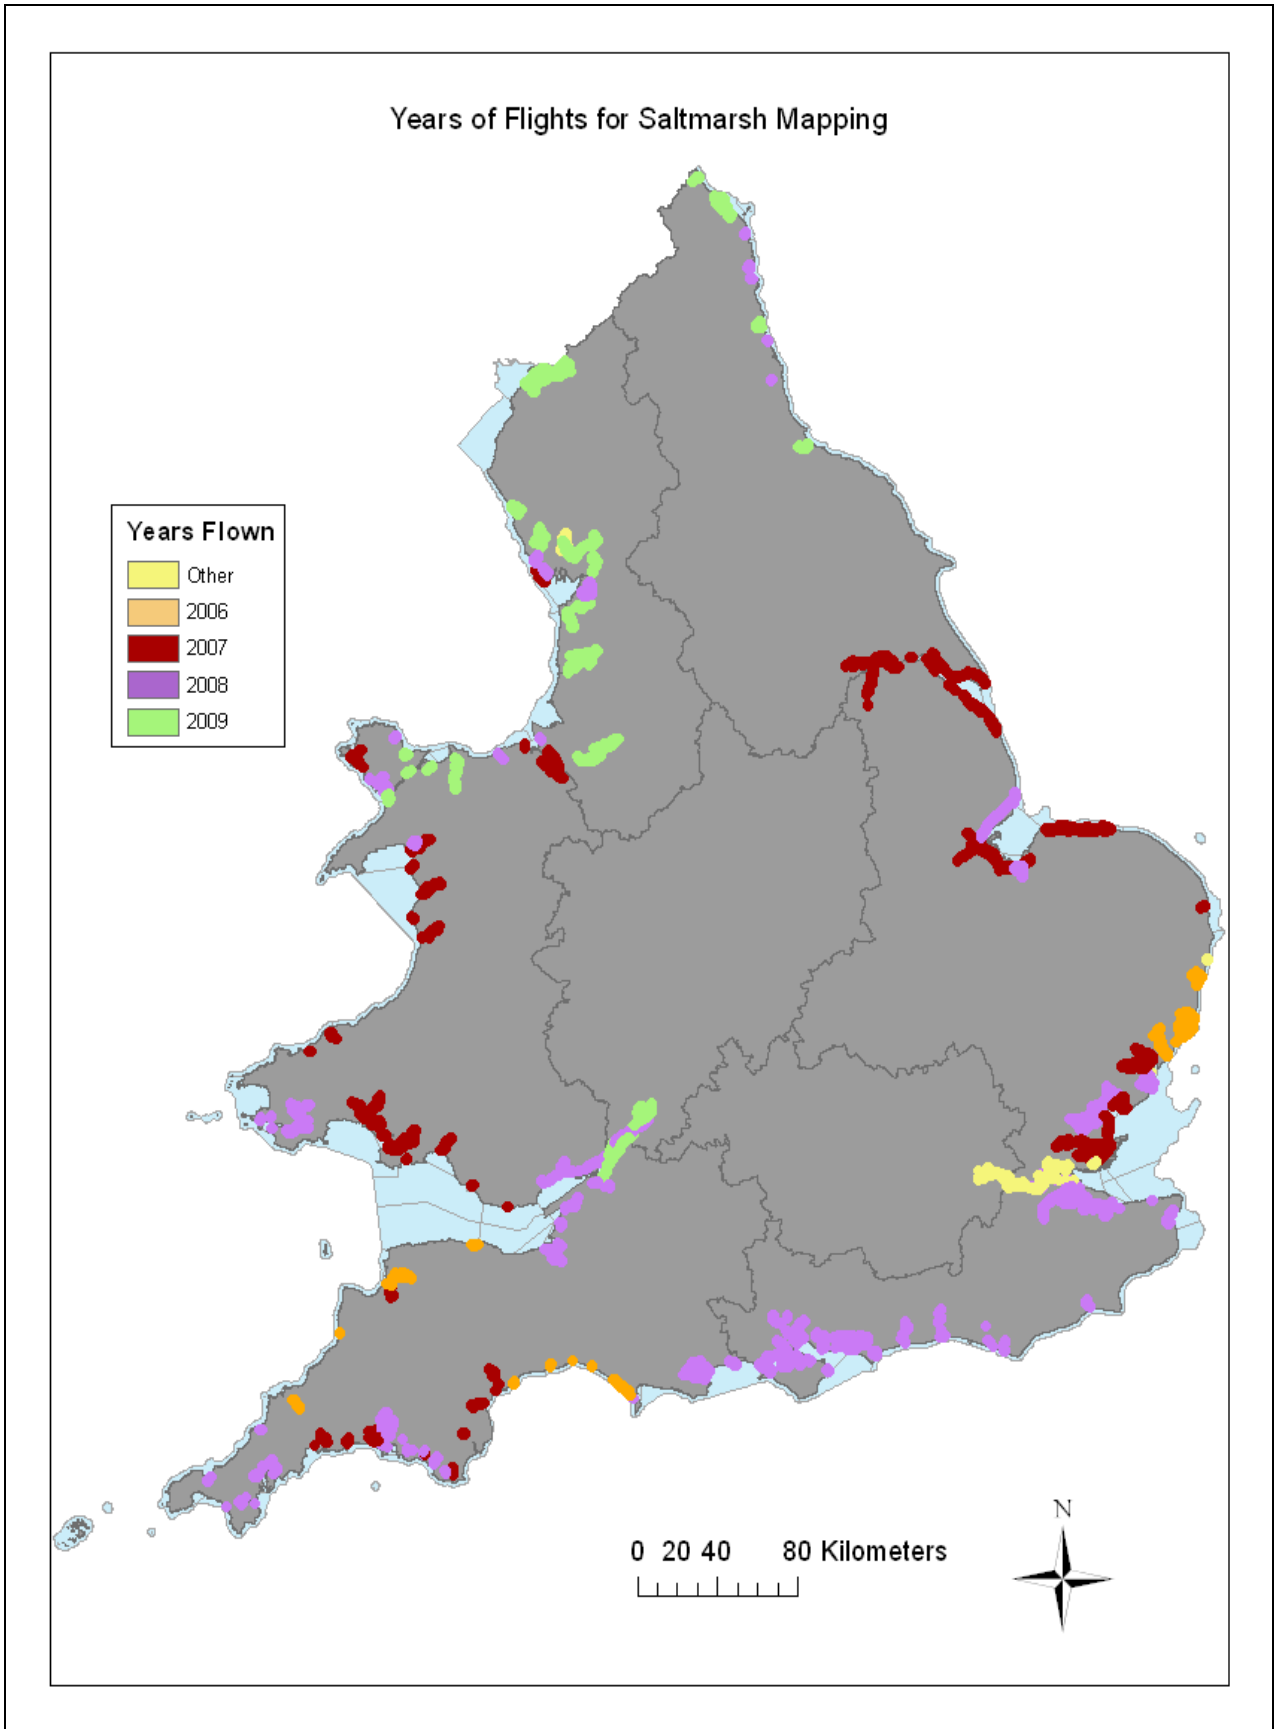 Years of Flights for Saltmarsh Mapping
Years Flown
Other
2006
2007
2008
2009
N
0 20 40 80 Kilometers